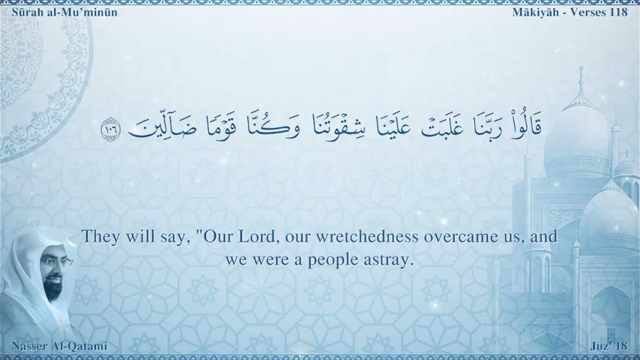 Sūrah al-Mu'minūn
Mākiyāh - Verses 118
قَالُوا۟ رَبَّنَا غَلَبَتْ عَلَيْنَا شِقْوَتُنَا وَكُنَّا قَوْمًا ضَآلِّينَ ١٠٦
They will say, "Our Lord, our wretchedness overcame us, and
we were a people astray.
Nasser Al-Qatami
Juz' 18